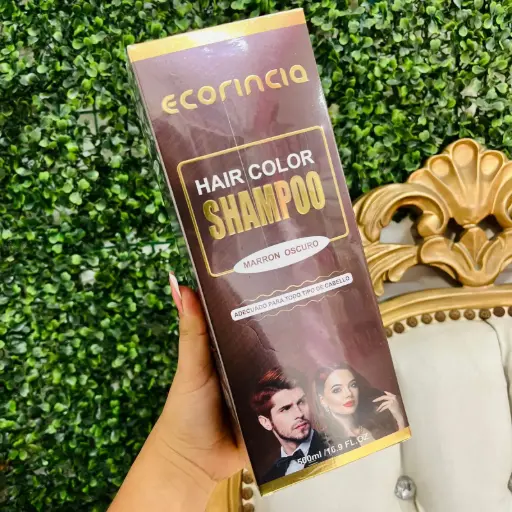 ecorincia
HAIR COLOR
SHAMPOO
MARRON OSCURO
ADECUADO PARA TODO TIPO DE CABELLO
500ml /16.9 FL.OZ